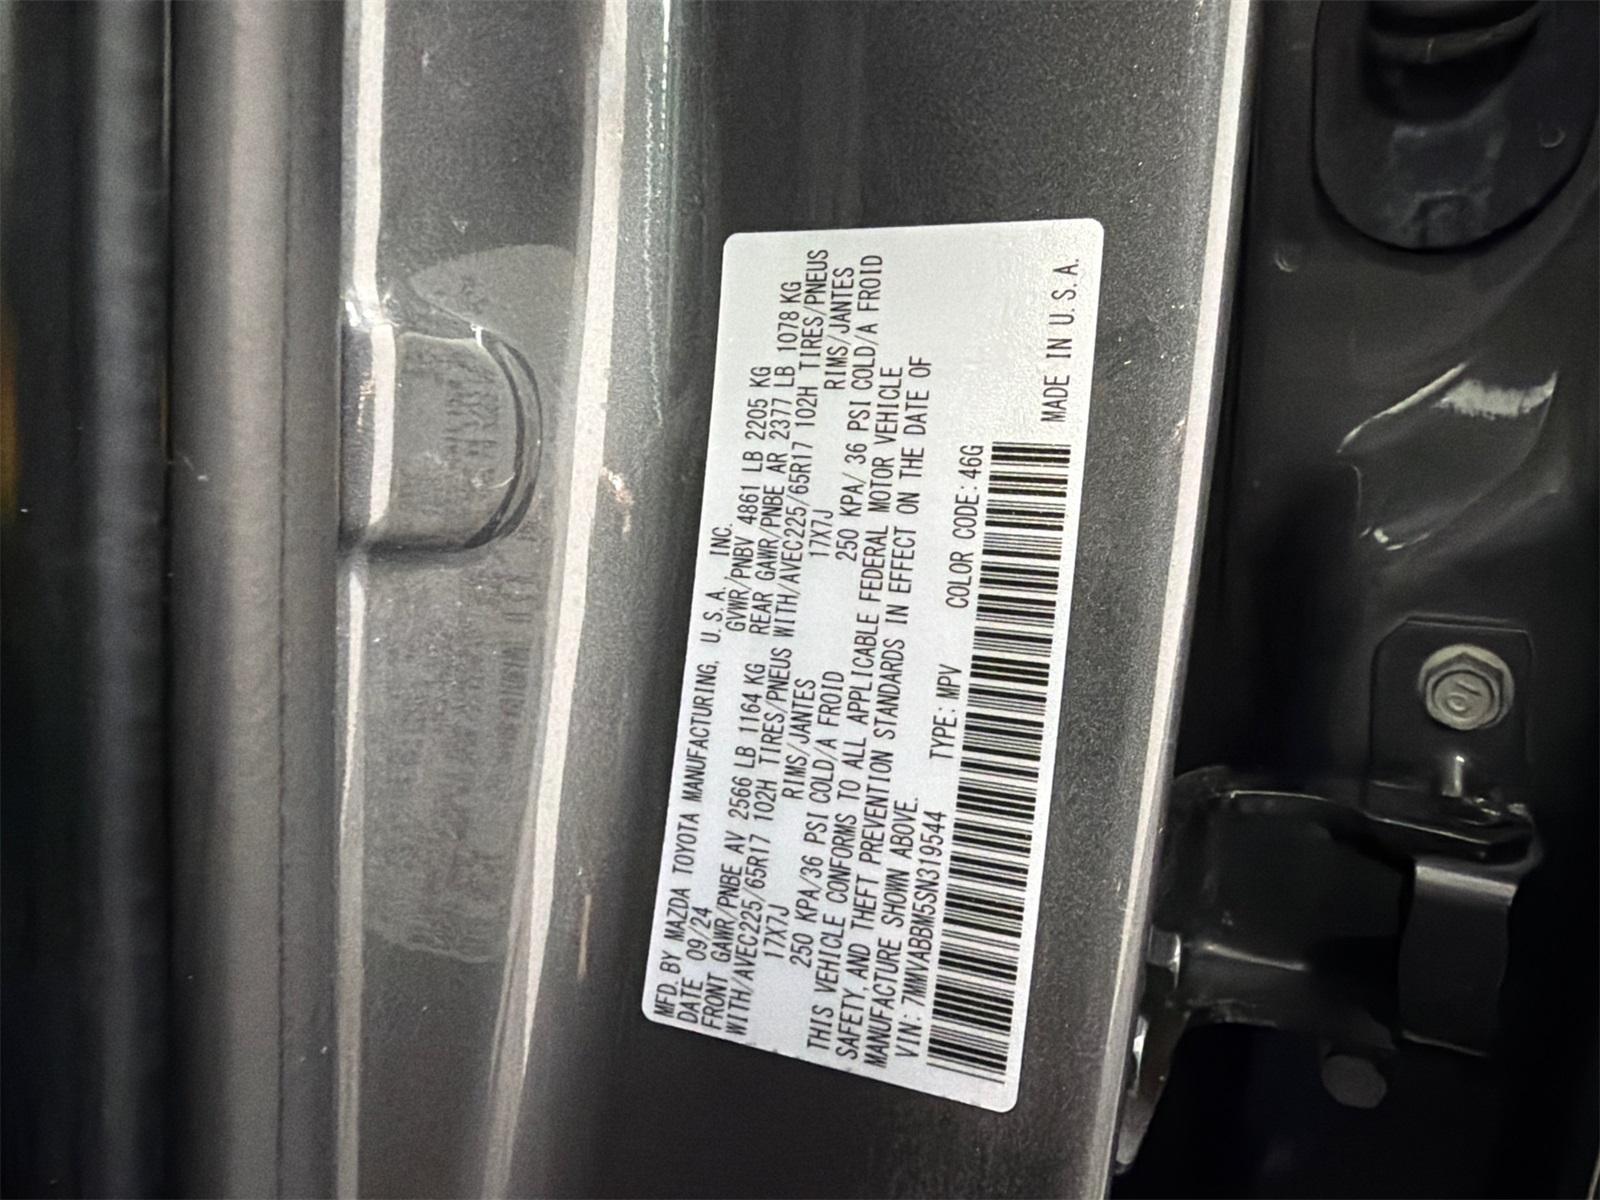 MFD. BY MAZDA TOYOTA MANUFACTURING, U. S. A. INC.
DATE 09/24 GVWR/PNBV 4861 LB 2205 KG
FRONT GAWR/PNBE AV 2566 LB 1164 KG REAR GAWR/PNBE AR 2377 LB 1078 KG
WITH/AVEC225/65R17 102H TIRES/PNEUS WITH/AVEC225/65R17 102H TIRES/PNEUS
17X7J RIMS/JANTES 17X7J RIMS/JANTES
250 KPA/36 PSI COLD/A FROID 250 KPA/ 36 PSI COLD/A FROID
THIS VEHICLE CONFORMS TO ALL APPLICABLE FEDERAL MOTOR VEHICLE
SAFETY, AND THEFT PREVENTION STANDARDS IN EFFECT ON THE DATE OF
MANUFACTURE SHOWN ABOVE.
VIN: 7MMVABBM5SN319544 TYPE: MPV COLOR CODE: 46G
MADE IN U. S. A.